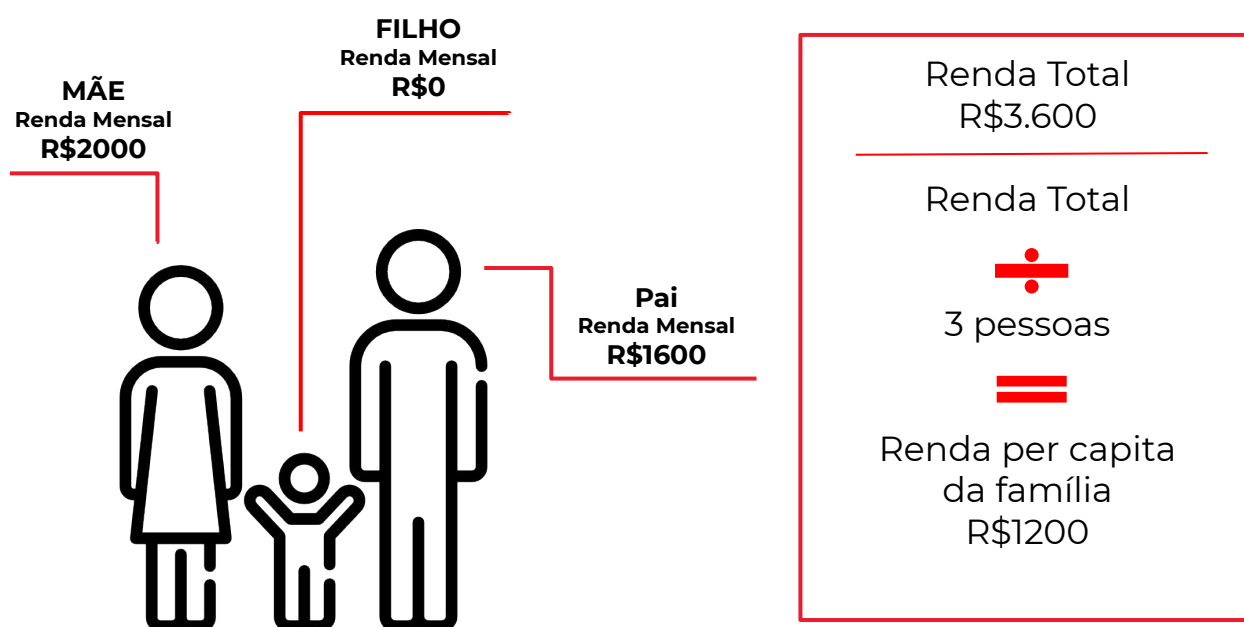 FILHO
Renda Mensal
R$0
MÃE
Renda Mensal
R$2000
Pai
Renda Mensal
R$1600
Renda Total
R$3.600
Renda Total
÷
3 pessoas
=
Renda per capita
da família
R$1200